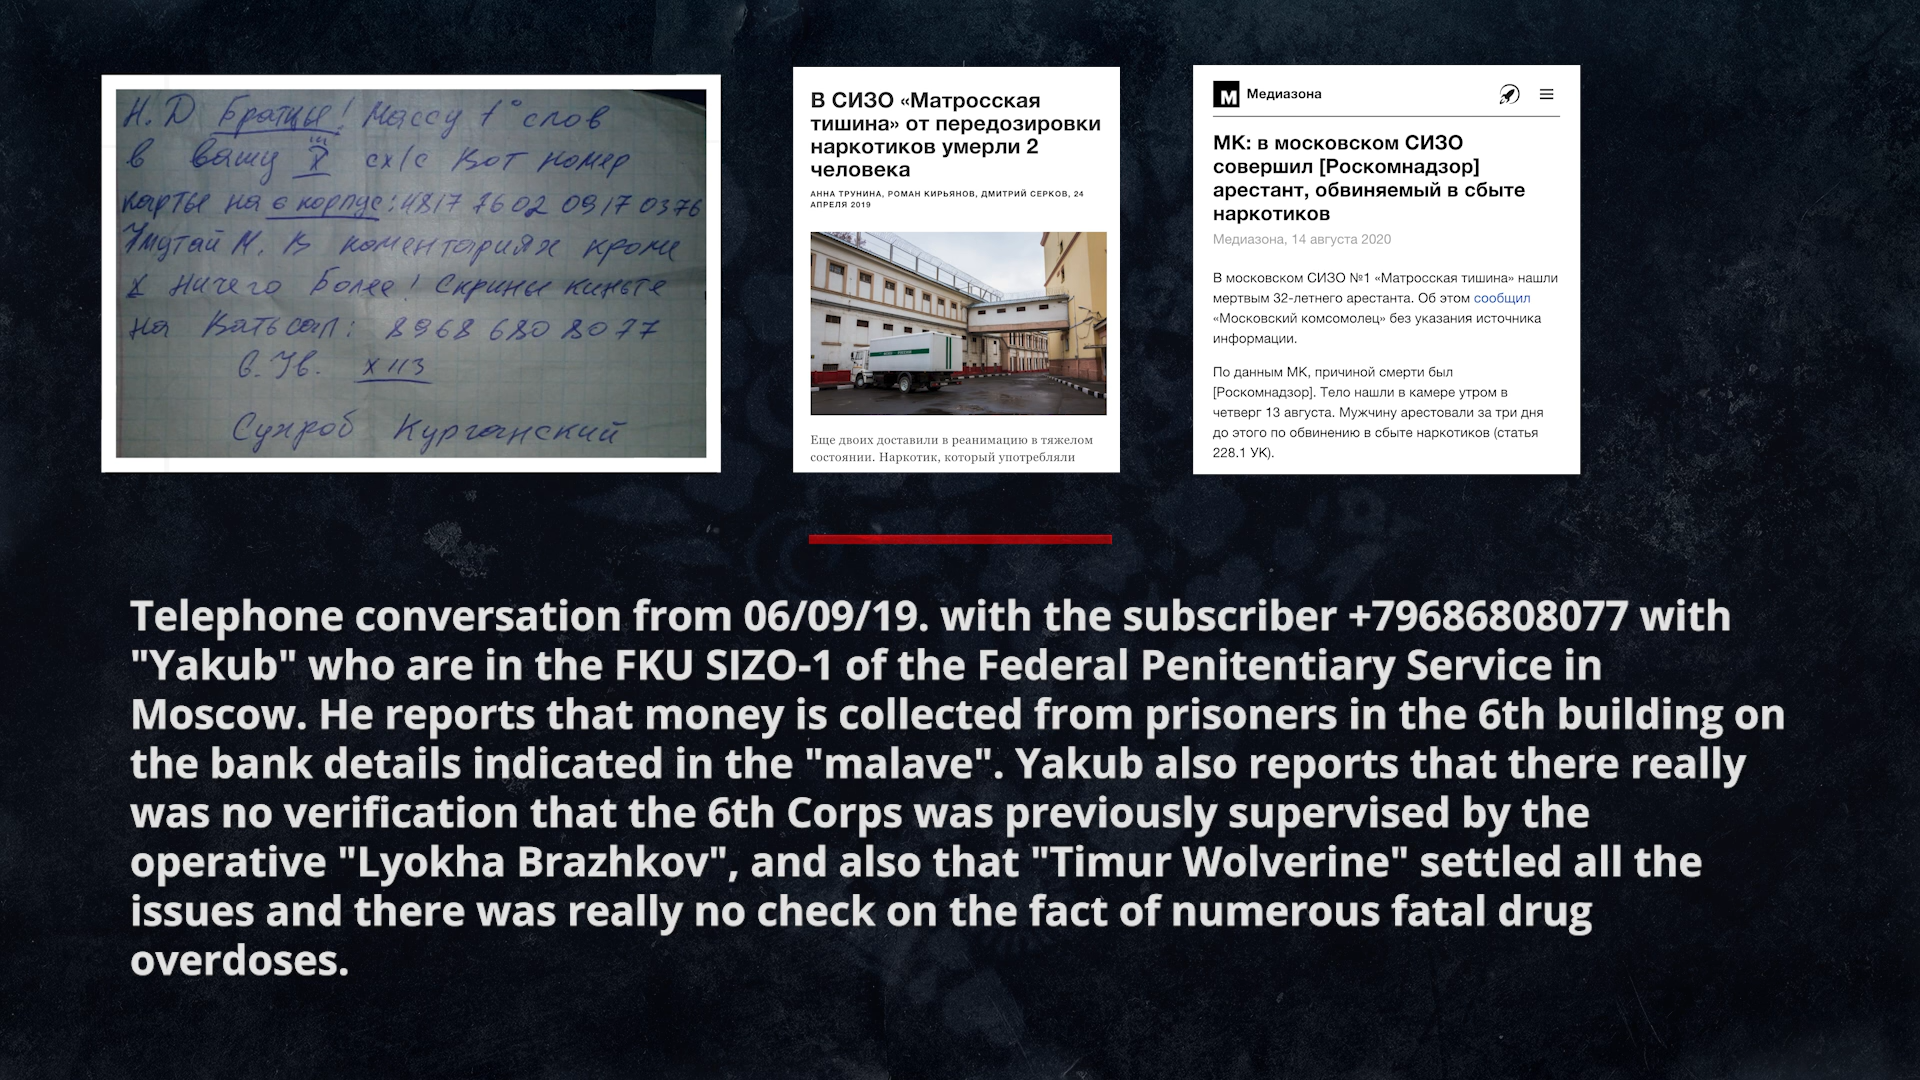 Н.Д Братцы! Массу т° слов
в вашу Х сх/с Вот номер
карты на 6 корпус: 4817 7602 0917 0376
Умутай М. В коментариях кроме
Х ничего Более! Скрины киньте
на Ватьсап: 8968 680 8077
С.Ув. Х 113
Сухроб Курганский
В СИЗО «Матросская
тишина» от передозировки
наркотиков умерли 2
человека
АННА ТРУНИНА, РОМАН КИРЬЯНОВ, ДМИТРИЙ СЕРКОВ, 24
АПРЕЛЯ 2019
Еще двоих доставили в реанимацию в тяжелом
состоянии. Наркотик, который употребляли
Медиазона
МК: в московском СИЗО
совершил [Роскомнадзор]
арестант, обвиняемый в сбыте
наркотиков
Медиазона, 14 августа 2020
В московском СИЗО №1 «Матросская тишина» нашли
мертвым 32-летнего арестанта. Об этом сообщил
«Московский комсомолец» без указания источника
информации.
По данным МК, причиной смерти был
[Роскомнадзор]. Тело нашли в камере утром в
четверг 13 августа. Мужчину арестовали за три дня
до этого по обвинению в сбыте наркотиков (статья
228.1 УК).
Telephone conversation from 06/09/19. with the subscriber +79686808077 with
"Yakub" who are in the FKU SIZO-1 of the Federal Penitentiary Service in
Moscow. He reports that money is collected from prisoners in the 6th building on
the bank details indicated in the "malave". Yakub also reports that there really
was no verification that the 6th Corps was previously supervised by the
operative "Lyokha Brazhkov", and also that "Timur Wolverine" settled all the
issues and there was really no check on the fact of numerous fatal drug
overdoses.